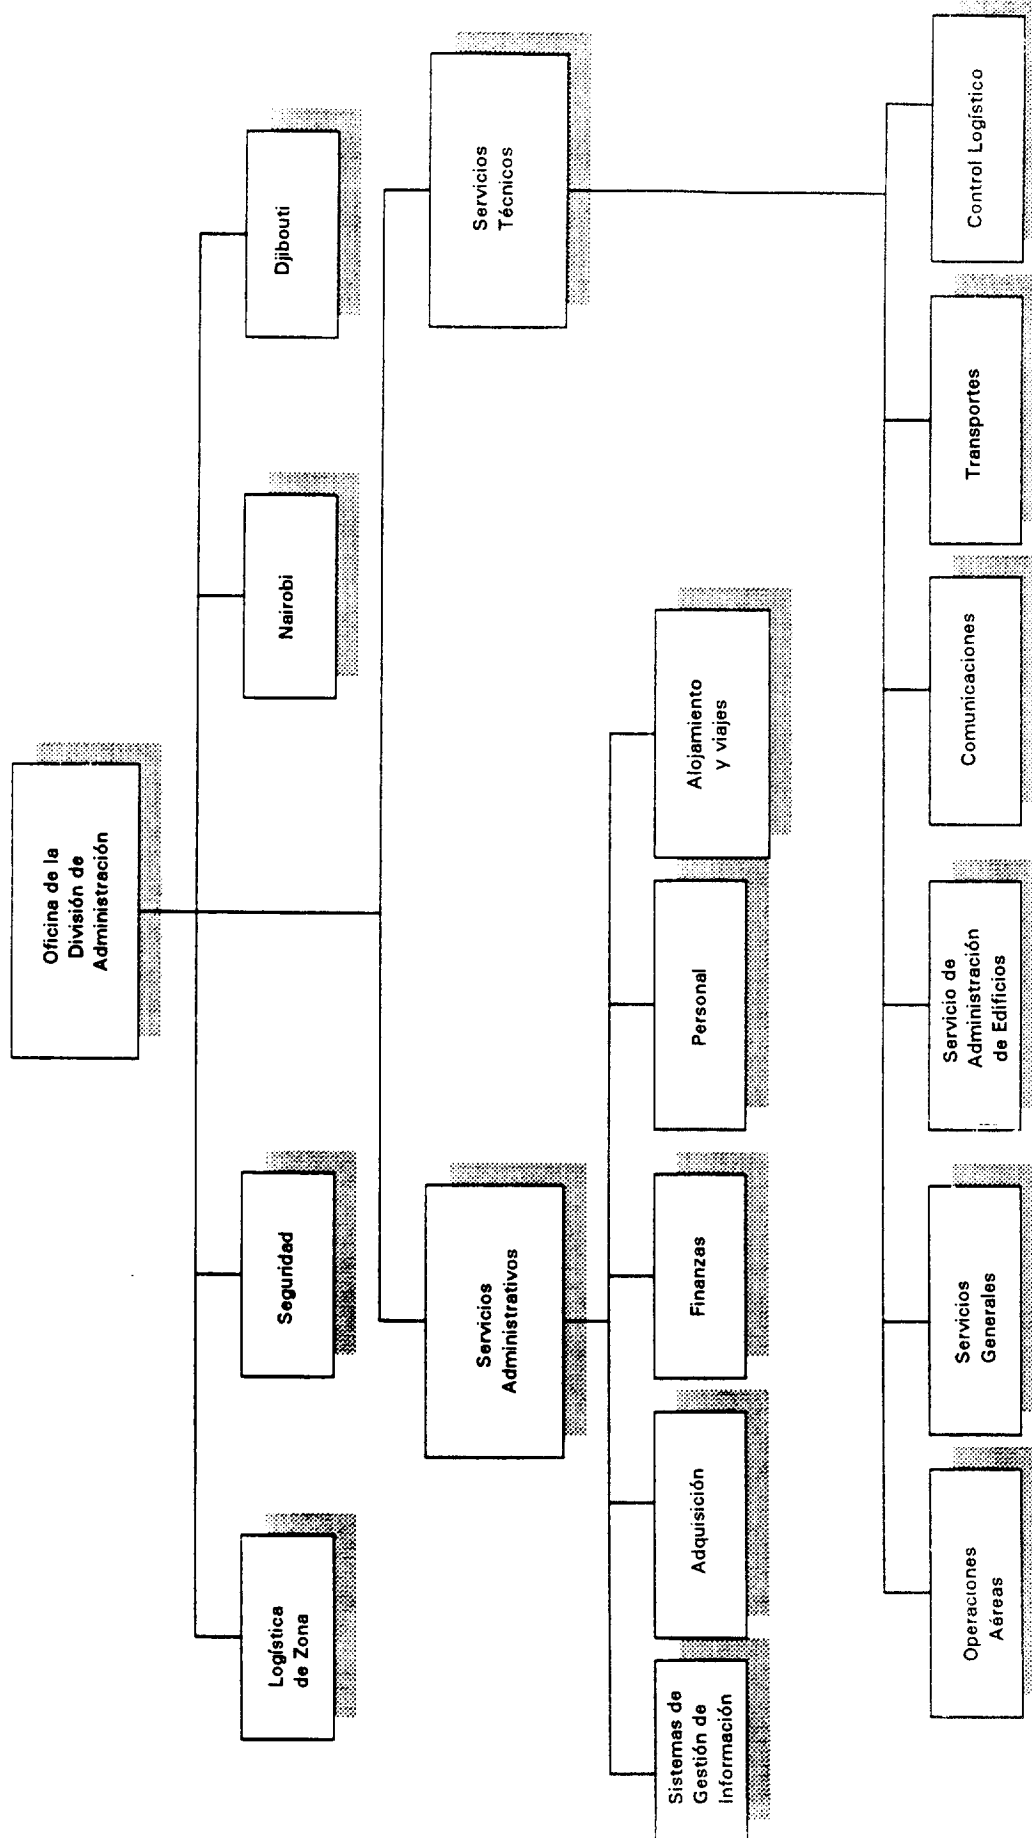 Oficina de la
División de
Administración
Logística
de Zona
Seguridad
Nairobi
Djibouti
Servicios
Administrativos
Servicios
Técnicos
Sistemas de
Gestión de
Información
Adquisición
Finanzas
Personal
Alojamiento
y viajes
Operaciones
Aéreas
Servicios
Generales
Servicio de
Administración
de Edificios
Comunicaciones
Transportes
Control Logístico